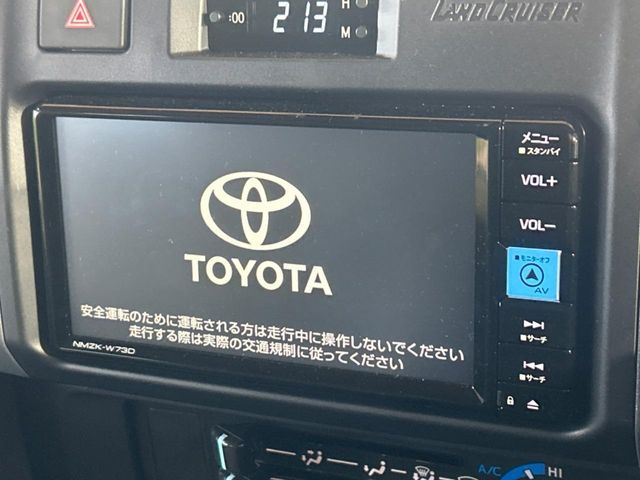 :00
213
H
M
LANDCRUISER
メニュー
■スタンバイ
VOL+
VOL−
■モニターオフ
AV
■サーチ
■サーチ
TOYOTA
安全運転のために運転される方は走行中に操作しないでください
走行する際は実際の交通規制に従ってください
NMZK-W73D
A/C
HI